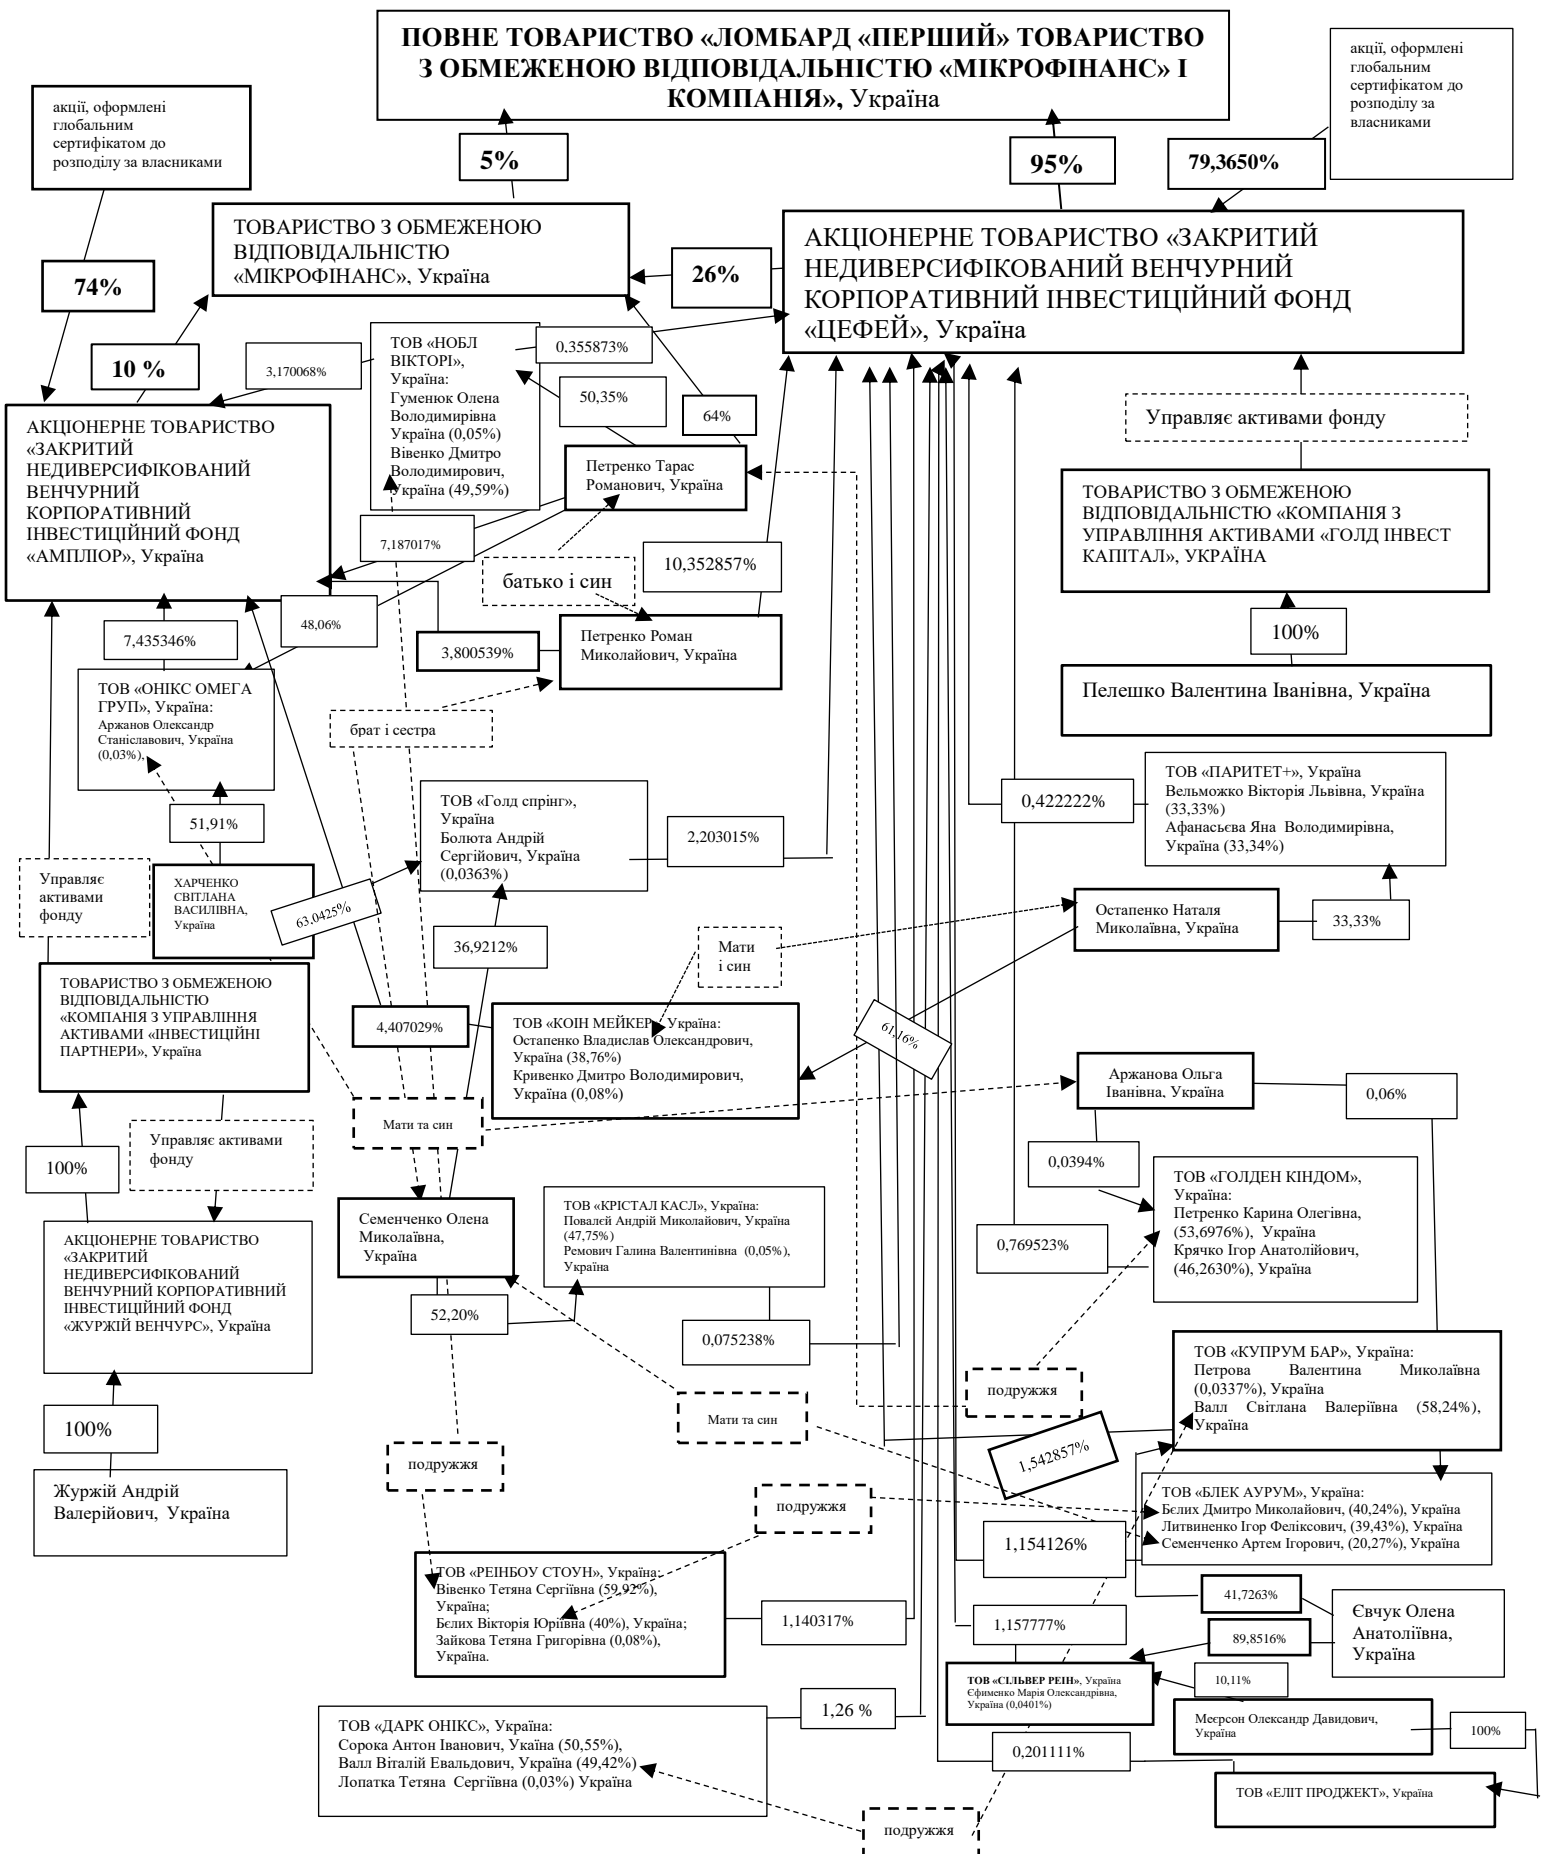 ПОВНЕ ТОВАРИСТВО «ЛОМБАРД «ПЕРШИЙ» ТОВАРИСТВО
З ОБМЕЖЕНОЮ ВІДПОВІДАЛЬНІСТЮ «МІКРОФІНАНС» І
КОМПАНІЯ», Україна
акції, оформлені
глобальним
сертифікатом до
розподілу за
власниками
акції, оформлені
глобальним
сертифікатом до
розподілу за власниками
5%
95%
79,3650%
ТОВАРИСТВО З ОБМЕЖЕНОЮ
ВІДПОВІДАЛЬНІСТЮ
«МІКРОФІНАНС», Україна
АКЦІОНЕРНЕ ТОВАРИСТВО «ЗАКРИТИЙ
НЕДИВЕРСИФІКОВАНИЙ ВЕНЧУРНИЙ
КОРПОРАТИВНИЙ ІНВЕСТИЦІЙНИЙ ФОНД
«ЦЕФЕЙ», Україна
26%
74%
10 %
3,170068%
ТОВ «НОБЛ
ВІКТОРІ»,
Україна:
Гуменюк Олена
Володимирівна
Україна (0,05%)
Вівенко Дмитро
Володимирович,
Україна (49,59%)
0,355873%
50,35%
64%
АКЦІОНЕРНЕ ТОВАРИСТВО
«ЗАКРИТИЙ
НЕДИВЕРСИФІКОВАНИЙ
ВЕНЧУРНИЙ
КОРПОРАТИВНИЙ
ІНВЕСТИЦІЙНИЙ ФОНД
«АМПЛІОР», Україна
Управляє активами фонду
Петренко Тарас
Романович, Україна
ТОВАРИСТВО З ОБМЕЖЕНОЮ
ВІДПОВІДАЛЬНІСТЮ «КОМПАНІЯ З
УПРАВЛІННЯ АКТИВАМИ «ГОЛД ІНВЕСТ
КАПІТАЛ», УКРАЇНА
7,187017%
батько і син
10,352857%
48,06%
7,435346%
3,800539%
Петренко Роман
Миколайович, Україна
100%
Пелешко Валентина Іванівна, Україна
ТОВ «ОНІКС ОМЕГА
ГРУП», Україна:
Аржанов Олександр
Станіславович, Україна
(0,03%),
брат і сестра
51,91%
ТОВ «Голд спрінг»,
Україна
Болюта Андрій
Сергійович, Україна
(0,0363%)
2,203015%
0,422222%
ТОВ «ПАРИТЕТ+», Україна
Вельможко Вікторія Львівна, Україна
(33,33%)
Афанасьєва Яна Володимирівна,
Україна (33,34%)
Управляє
активами
фонду
ХАРЧЕНКО
СВІТЛАНА
ВАСИЛІВНА,
Україна
63,0425%
36,9212%
Мати
і син
Остапенко Наталя
Миколаївна, Україна
33,33%
ТОВАРИСТВО З ОБМЕЖЕНОЮ
ВІДПОВІДАЛЬНІСТЮ
«КОМПАНІЯ З УПРАВЛІННЯ
АКТИВАМИ «ІНВЕСТИЦІЙНІ
ПАРТНЕРИ», Україна
4,407029%
ТОВ «КОІН МЕЙКЕР», Україна:
Остапенко Владислав Олександрович,
Україна (38,76%)
Кривенко Дмитро Володимирович,
Україна (0,08%)
61,16%
Аржанова Ольга
Іванівна, Україна
0,06%
Мати та син
Управляє активами
фонду
100%
0,0394%
ТОВ «ГОЛДЕН КІНДОМ»,
Україна:
Петренко Карина Олегівна,
(53,6976%), Україна
Крячко Ігор Анатолійович,
(46,2630%), Україна
Семенченко Олена
Миколаївна,
Україна
ТОВ «КРІСТАЛ КАСЛ», Україна:
Повалєй Андрій Миколайович, Україна
(47,75%)
Ремович Галина Валентинівна (0,05%),
Україна
0,769523%
АКЦІОНЕРНЕ ТОВАРИСТВО
«ЗАКРИТИЙ
НЕДИВЕРСИФІКОВАНИЙ
ВЕНЧУРНИЙ КОРПОРАТИВНИЙ
ІНВЕСТИЦІЙНИЙ ФОНД
«ЖУРЖІЙ ВЕНЧУРС», Україна
52,20%
0,075238%
ТОВ «КУПРУМ БАР», Україна:
Петрова Валентина Миколаївна
(0,0337%), Україна
Валл Світлана Валеріївна (58,24%),
Україна
подружжя
Мати та син
100%
1,542857%
подружжя
Журжій Андрій
Валерійович, Україна
подружжя
ТОВ «БЛЕК АУРУМ», Україна:
Бєлих Дмитро Миколайович, (40,24%), Україна
Литвиненко Ігор Феліксович, (39,43%), Україна
Семенченко Артем Ігорович, (20,27%), Україна
1,154126%
ТОВ «РЕІНБОУ СТОУН», Україна:
Вівенко Тетяна Сергіївна (59,92%),
Україна;
Бєлих Вікторія Юріївна (40%), Україна;
Зайкова Тетяна Григорівна (0,08%),
Україна.
1,140317%
1,157777%
41,7263%
89,8516%
Євчук Олена
Анатоліївна,
Україна
ТОВ «СІЛЬВЕР РЕІН», Україна
Єфименко Марія Олександрівна,
Україна (0,0401%)
10,11%
Меєрсон Олександр Давидович,
Україна
100%
ТОВ «ДАРК ОНІКС», Україна:
Сорока Антон Іванович, Укаїна (50,55%),
Валл Віталій Евальдович, Україна (49,42%)
Лопатка Тетяна Сергіївна (0,03%) Україна
1,26 %
0,201111%
ТОВ «ЕЛІТ ПРОДЖЕКТ», Україна
подружжя